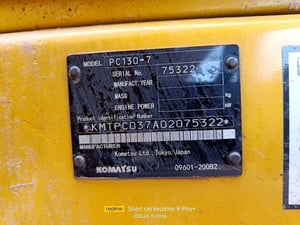 MODEL PC130-7
SERIAL NO. 75322
MANUFACT. YEAR
MASS kg
ENGINE POWER kW
Product Identification Number
*KMTPC037A02075322*
MANUFACTURER
Komatsu Ltd., Tokyo, Japan
KOMATSU 09601-20082
realme Shot on realme 9 Pro+